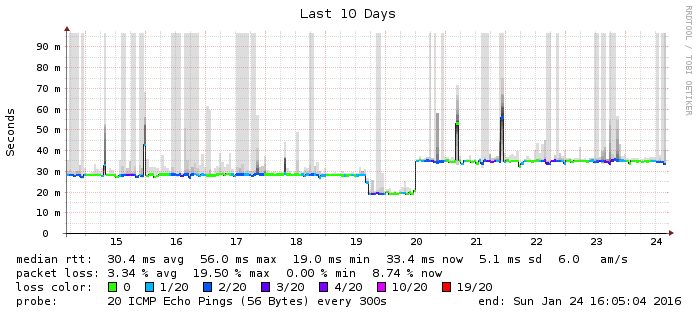 Last 10 Days
RRDTOOL / TOBI OETIKER
Seconds
90 m
80 m
70 m
60 m
50 m
40 m
30 m
20 m
10 m
0
15 16 17 18 19 20 21 22 23 24
median rtt: 30.4 ms avg 56.0 ms max 19.0 ms min 33.4 ms now 5.1 ms sd 6.0 am/s
packet loss: 3.34 % avg 19.50 % max 0.00 % min 8.74 % now
loss color: 0 1/20 2/20 3/20 4/20 10/20 19/20
probe: 20 ICMP Echo Pings (56 Bytes) every 300s end: Sun Jan 24 16:05:04 2016